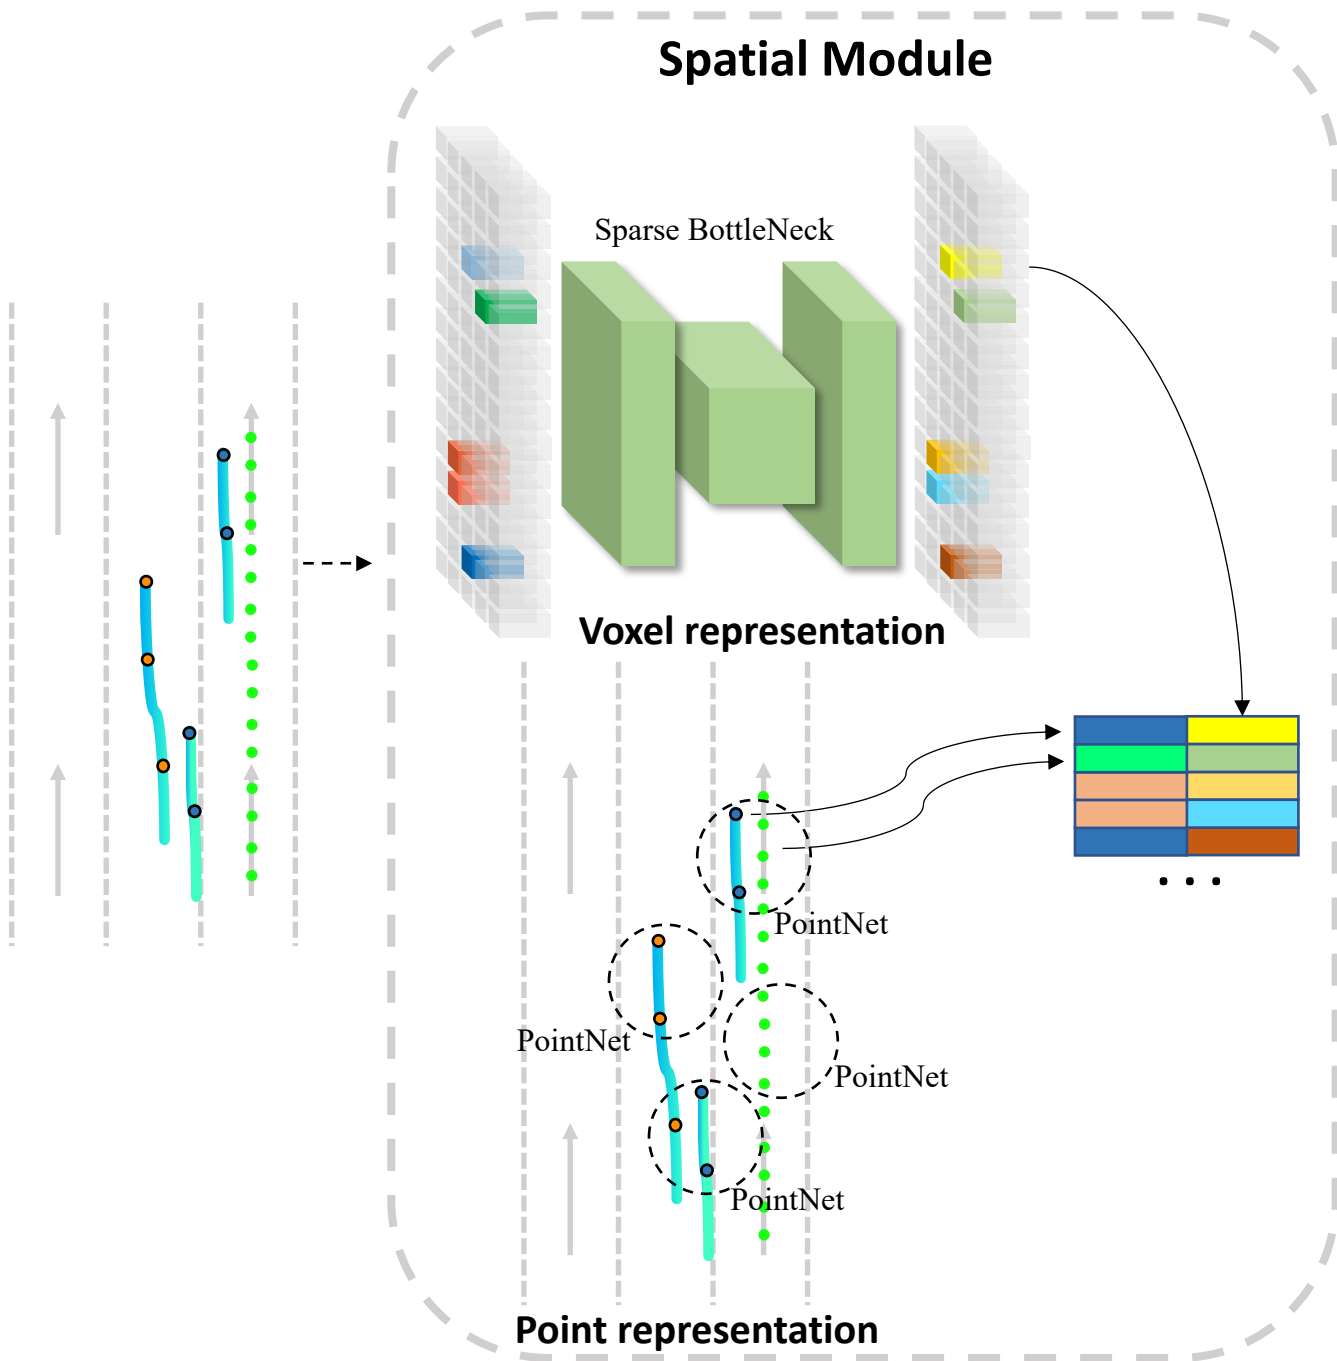 Spatial Module
Sparse BottleNeck
Voxel representation
PointNet
PointNet
PointNet
PointNet
. . .
Point representation